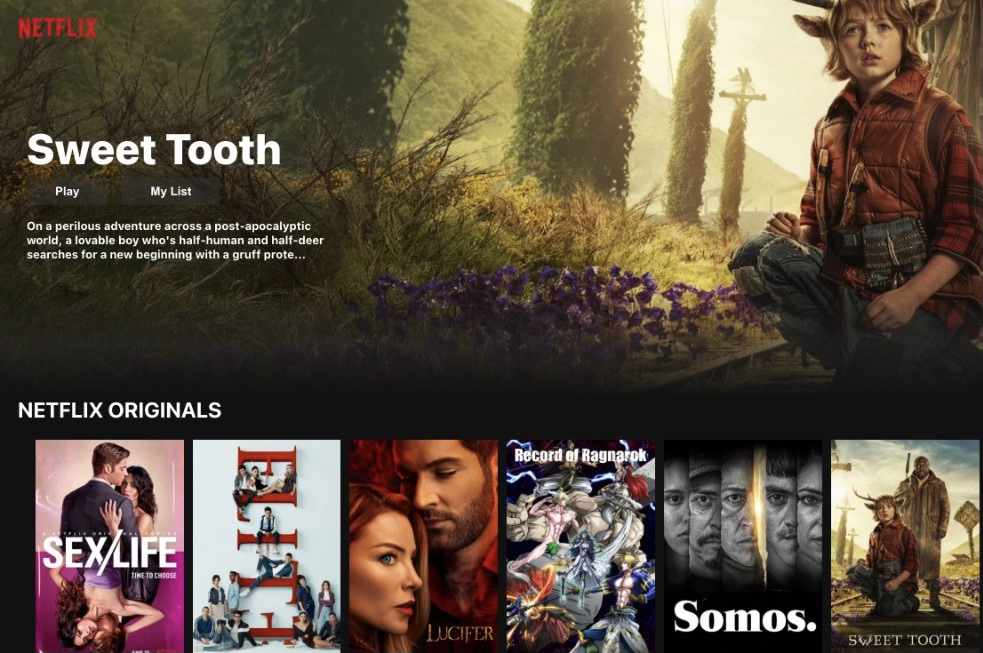 NETFLIX
Sweet Tooth
Play
My List
On a perilous adventure across a post-apocalyptic
world, a lovable boy who's half-human and half-deer
searches for a new beginning with a gruff prote...
NETFLIX ORIGINALS
A NETFLIX ORIGINAL SERIES
SEX/LIFE
TIME TO CHOOSE
ELITE
LUCIFER
Record of Ragnarok
Somos.
SWEET TOOTH